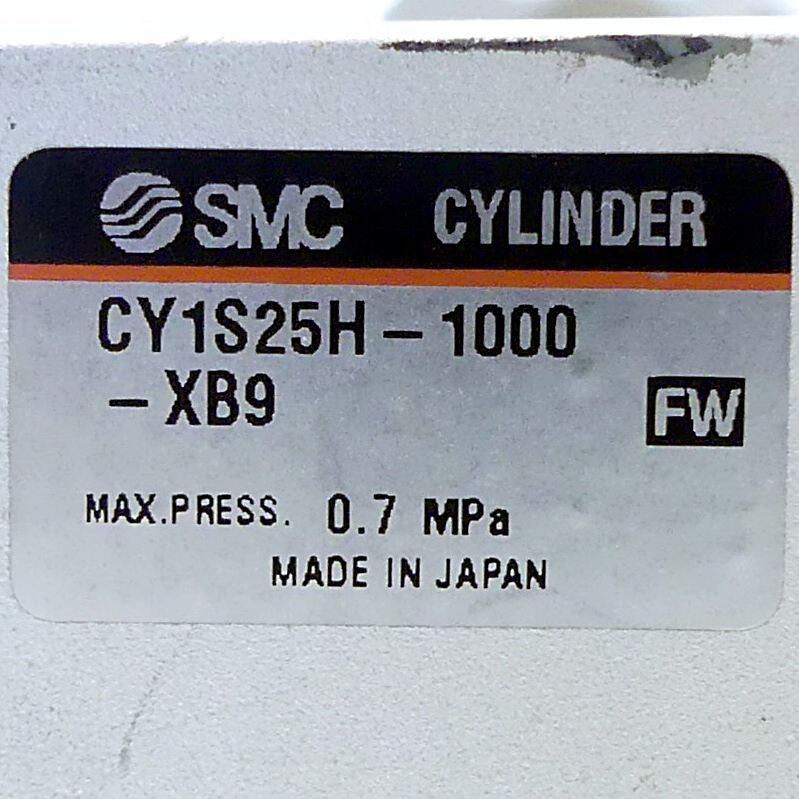 SMC CYLINDER
CY1S25H-1000
-XB9
FW
MAX.PRESS. 0.7 MPa
MADE IN JAPAN